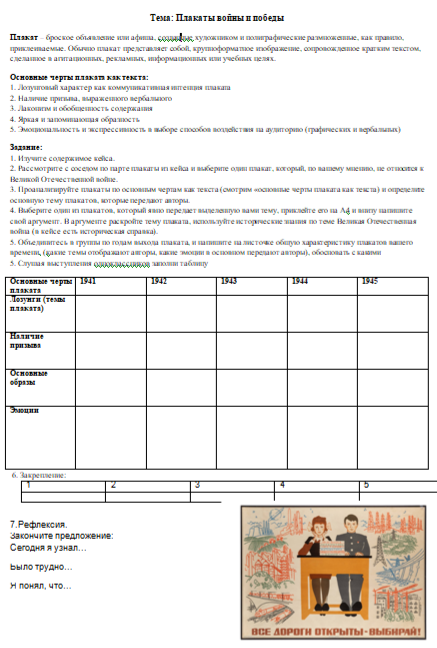 Тема: Плакаты войны и победы
Плакат – броское объявление или афиша, созданные художником и полиграфические размноженные, как правило,
приклеиваемые. Обычно плакат представляет собой, крупноформатное изображение, сопровожденное кратким текстом,
сделанное в агитационных, рекламных, информационных или учебных целях.
Основные черты плаката как текста:
1. Лозунговый характер как коммуникативная интенция плаката
2. Наличие призыва, выраженного вербального
3. Лаконизм и обобщенность содержания
4. Яркая и запоминающая образность
5. Эмоциональность и экспрессивность в выборе способов воздействия на аудиторию (графических и вербальных)
Задание:
1. Изучите содержимое кейса.
2. Рассмотрите с соседом по парте плакаты из кейса и выберите один плакат, который, по вашему мнению, не относится к
Великой Отечественной войне.
3. Проанализируйте плакаты по основным чертам как текста (смотрим «основные черты плаката как текста) и определите
основную тему плакатов, которые передают авторы.
4. Выберите один из плакатов, который явно передает выделенную вами тему, приклейте его на А4 и внизу напишите
свой аргумент. В аргументе раскройте тему плаката, используйте исторические знания по теме Великая Отечественная
война (в кейсе есть историческая справка).
5. Объединитесь в группы по годам выхода плаката, и напишите на листочке общую характеристику плакатов вашего
времени, (какие темы отображают авторы, какие эмоции в основном передают авторы), обосновать с какими
5. Слушая выступления одноклассников заполни таблицу
Основные черты плаката 1941 1942 1943 1944 1945
Лозунги (темы
плаката)
Наличие
призыва
Основные
образы
Эмоции
6. Закрепление:
1 2 3 4 5
7.Рефлексия.
Закончите предложение:
Сегодня я узнал…
Было трудно…
Я понял, что…
ВСЕ ДОРОГИ ОТКРЫТЫ-ВЫБИРАЙ!